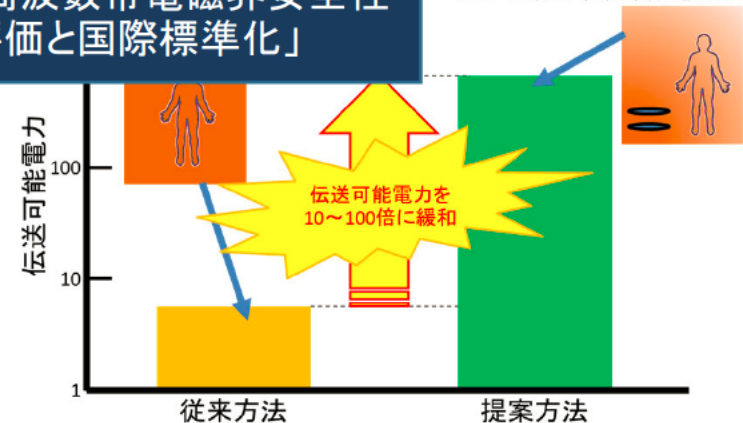 周波数帯電磁界安全性
価と国際標準化」
伝送可能電力
100
10
1
伝送可能電力を
10~100倍に緩和
従来方法
提案方法